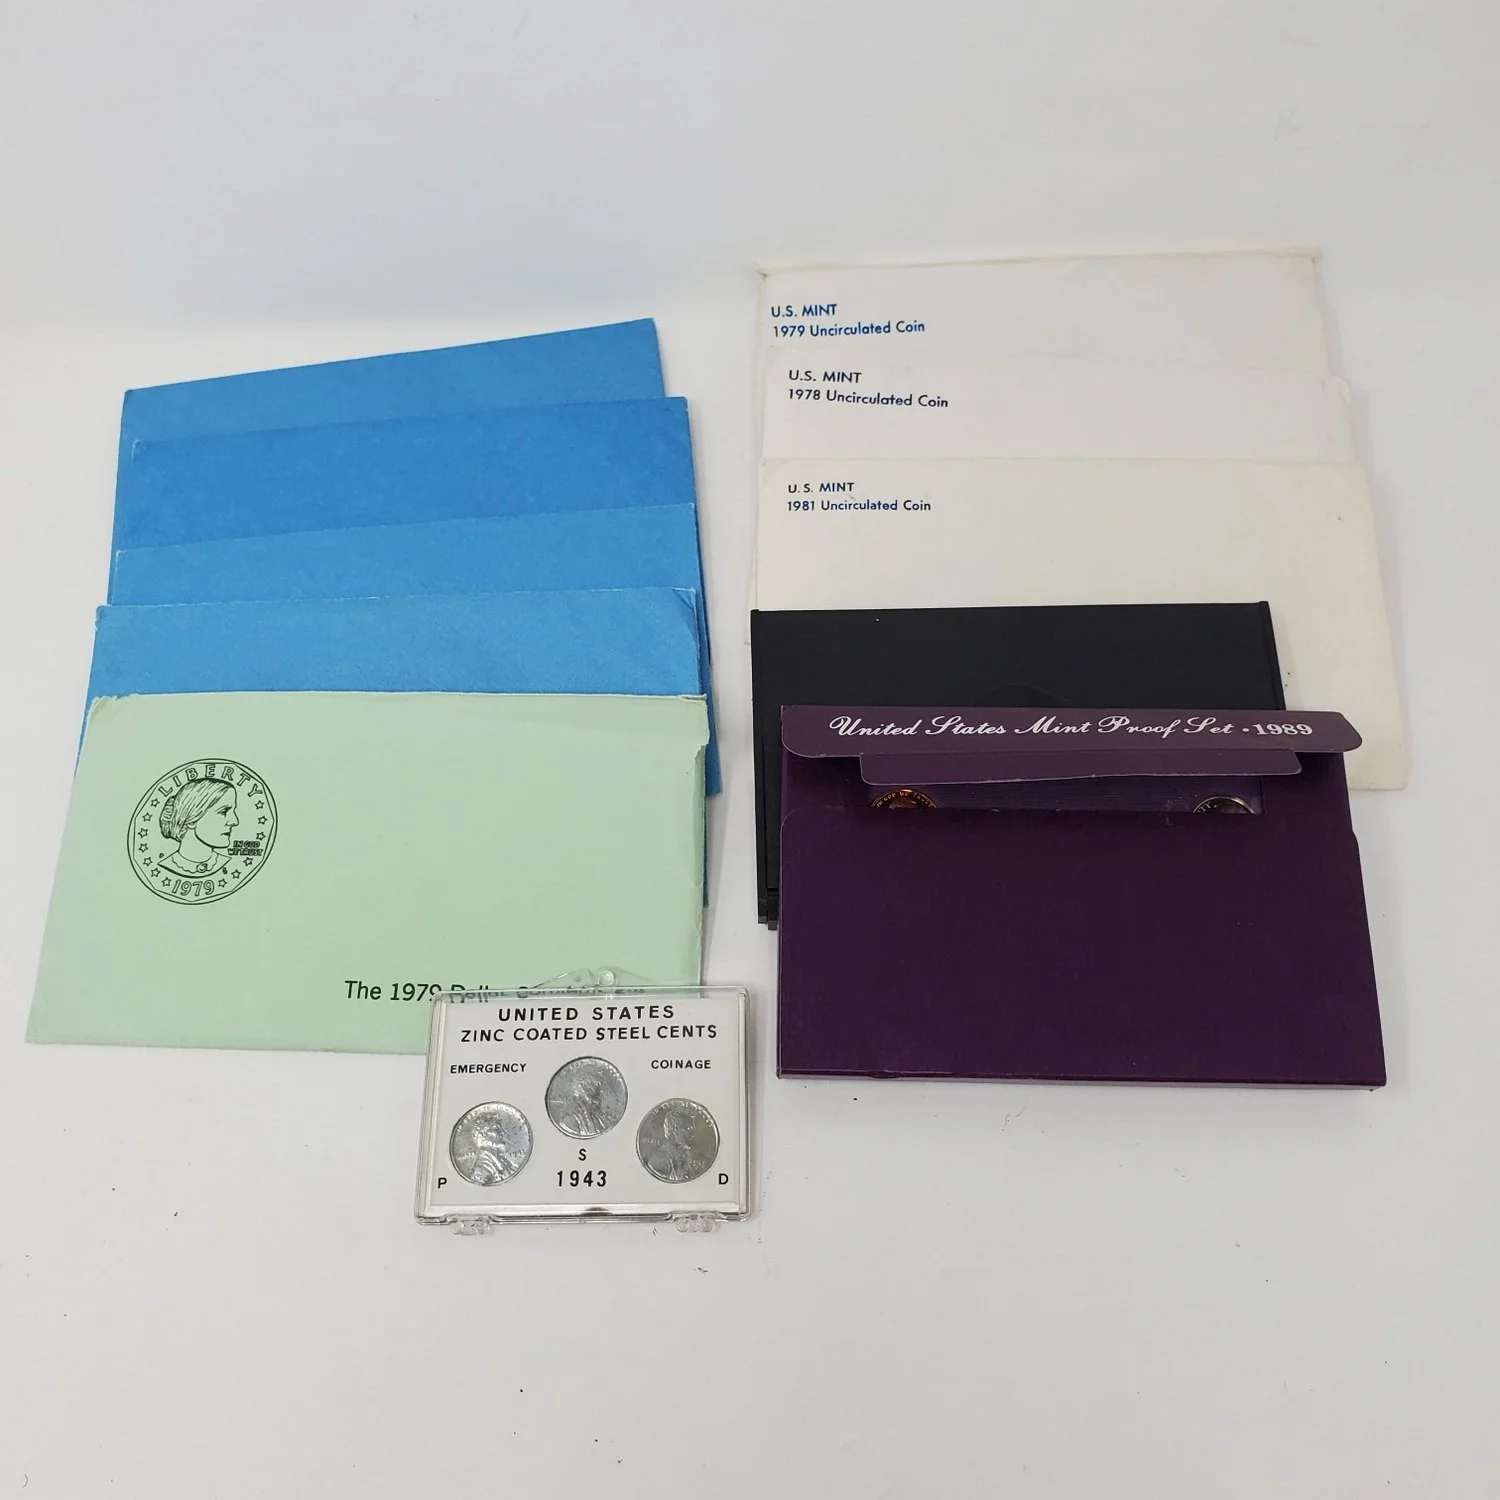 U.S. MINT
1979 Uncirculated Coin
U.S. MINT
1978 Uncirculated Coin
U.S. MINT
1981 Uncirculated Coin
United States Mint Proof Set · 1989
LIBERTY
IN GOD
WE TRUST
1979
The 1979 Dollar
UNITED STATES
ZINC COATED STEEL CENTS
EMERGENCY COINAGE
S
P 1943 D